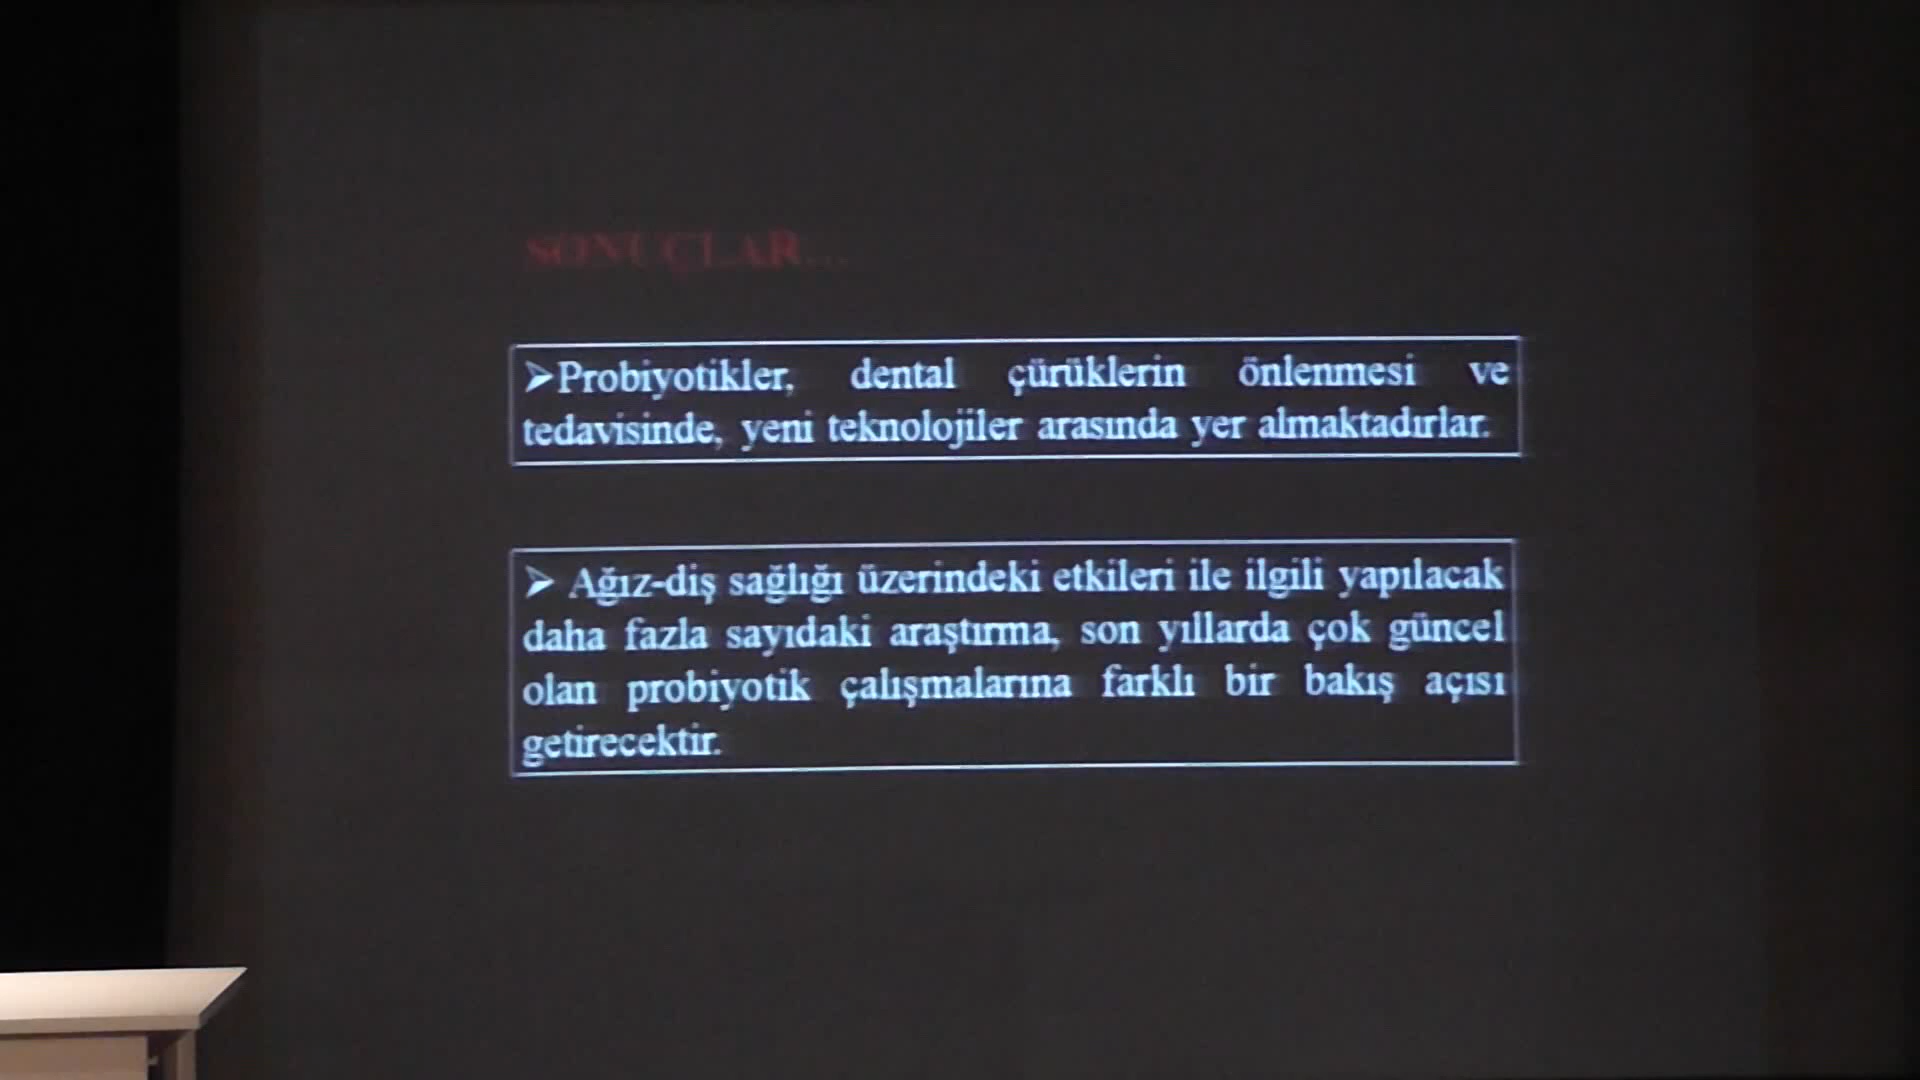 SONUÇLAR...
➢Probiyotikler, dental çürüklerin önlenmesi ve
tedavisinde, yeni teknolojiler arasında yer almaktadırlar.
➢ Ağız-diş sağlığı üzerindeki etkileri ile ilgili yapılacak
daha fazla sayıdaki araştırma, son yıllarda çok güncel
olan probiyotik çalışmalarına farklı bir bakış açısı
getirecektir.